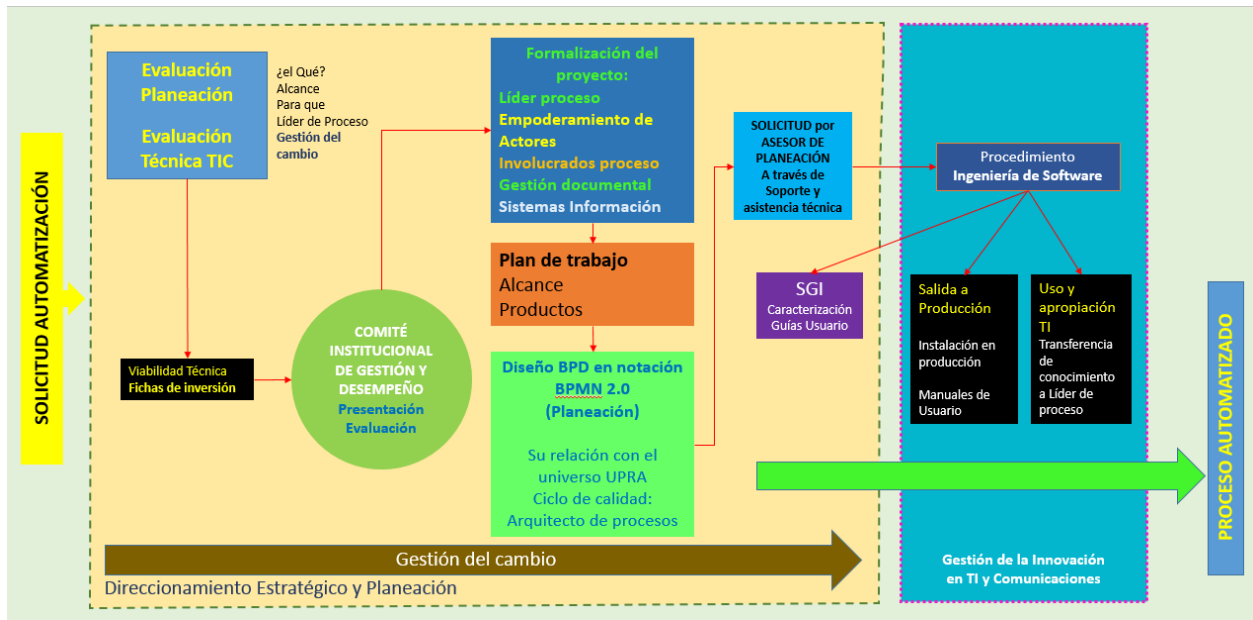 SOLICITUD AUTOMATIZACIÓN
Evaluación
Planeación
Evaluación
Técnica TIC
¿el Qué?
Alcance
Para que
Líder de Proceso
Gestión del
cambio
Viabilidad Técnica
Fichas de inversión
COMITÉ
INSTITUCIONAL
DE GESTIÓN Y
DESEMPEÑO
Presentación
Evaluación
Formalización del
proyecto:
Líder proceso
Empoderamiento de
Actores
Involucrados proceso
Gestión documental
Sistemas Información
Plan de trabajo
Alcance
Productos
Diseño BPD en notación
BPMN 2.0
(Planeación)
Su relación con el
universo UPRA
Ciclo de calidad:
Arquitecto de procesos
SOLICITUD por
ASESOR DE
PLANEACIÓN
A través de
Soporte y
asistencia técnica
Procedimiento
Ingeniería de Software
SGI
Caracterización
Guías Usuario
Salida a
Producción
Instalación en
producción
Manuales de
Usuario
Uso y
apropiación
TI
Transferencia
de
conocimiento
a Líder de
proceso
Gestión del cambio
Direccionamiento Estratégico y Planeación
Gestión de la Innovación
en TI y Comunicaciones
PROCESO AUTOMATIZADO